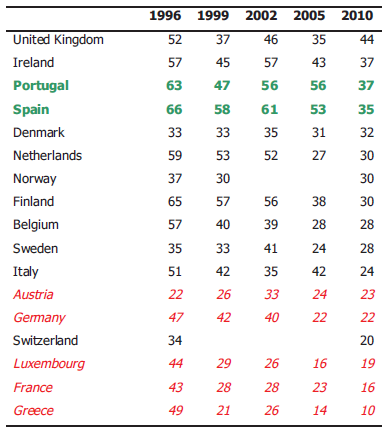 1996 1999 2002 2005 2010
United Kingdom 52 37 46 35 44
Ireland 57 45 57 43 37
Portugal 63 47 56 56 37
Spain 66 58 61 53 35
Denmark 33 33 35 31 32
Netherlands 59 53 52 27 30
Norway 37 30 30
Finland 65 57 56 38 30
Belgium 57 40 39 28 28
Sweden 35 33 41 24 28
Italy 51 42 35 42 24
Austria 22 26 33 24 23
Germany 47 42 40 22 22
Switzerland 34 20
Luxembourg 44 29 26 16 19
France 43 28 28 23 16
Greece 49 21 26 14 10